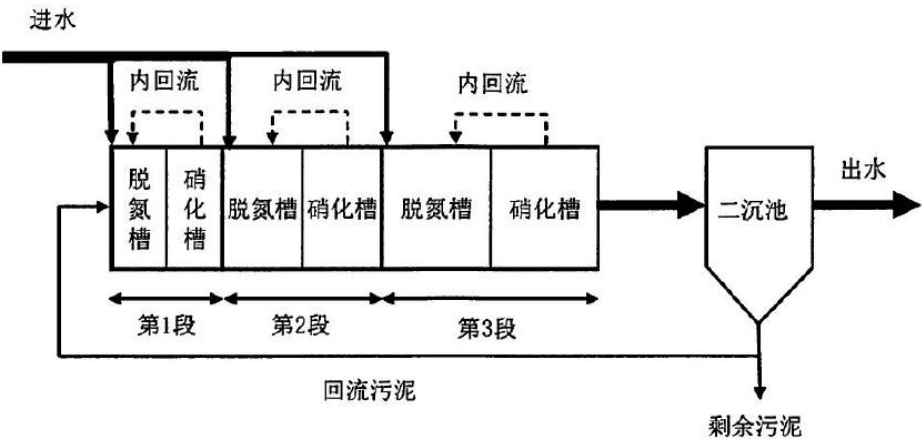 进水
内回流
内回流
内回流
脱氮槽
硝化槽
脱氮槽
硝化槽
脱氮槽
硝化槽
二沉池
出水
第1段
第2段
第3段
回流污泥
剩余污泥